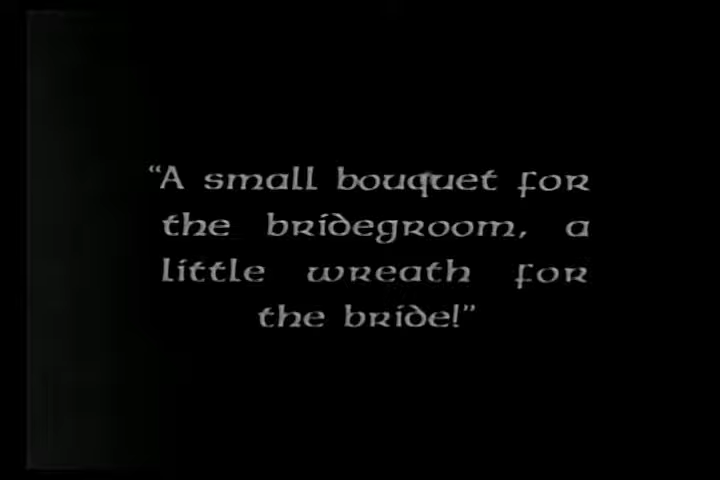 “A small bouquet for
the bridegroom, a
little wreath for
the bride!”